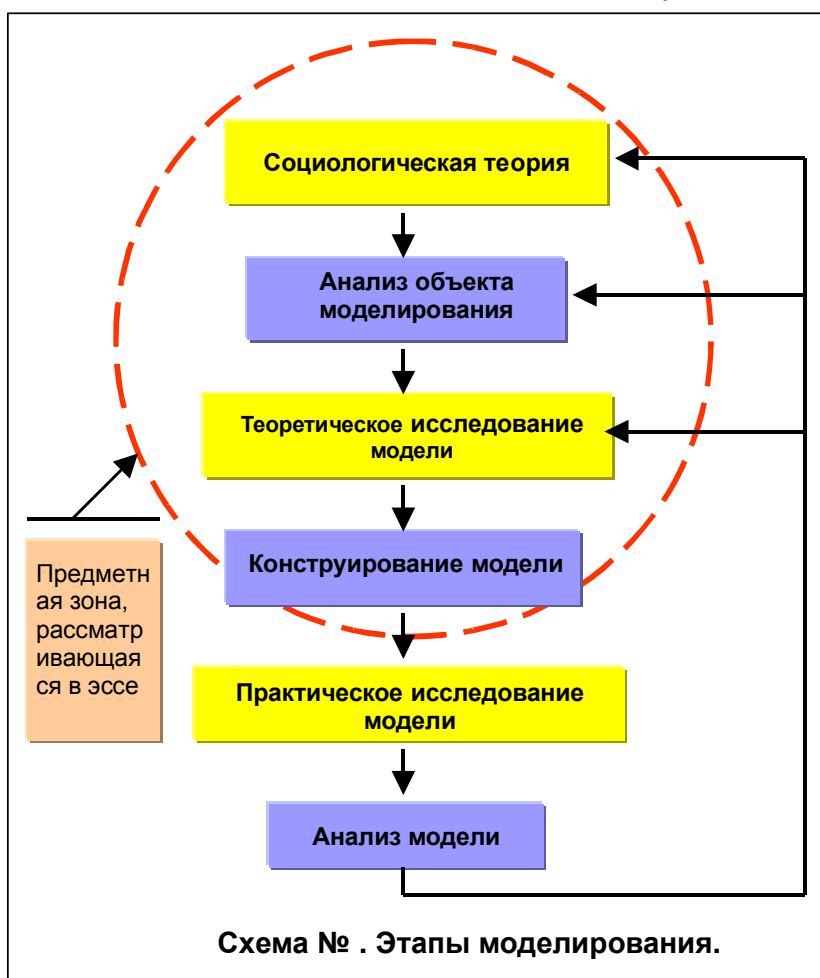 Социологическая теория
Анализ объекта
моделирования
Теоретическое исследование
модели
Конструирование модели
Предметн
ая зона,
рассматр
ивающая
ся в эссе
Практическое исследование
модели
Анализ модели
Схема № . Этапы моделирования.